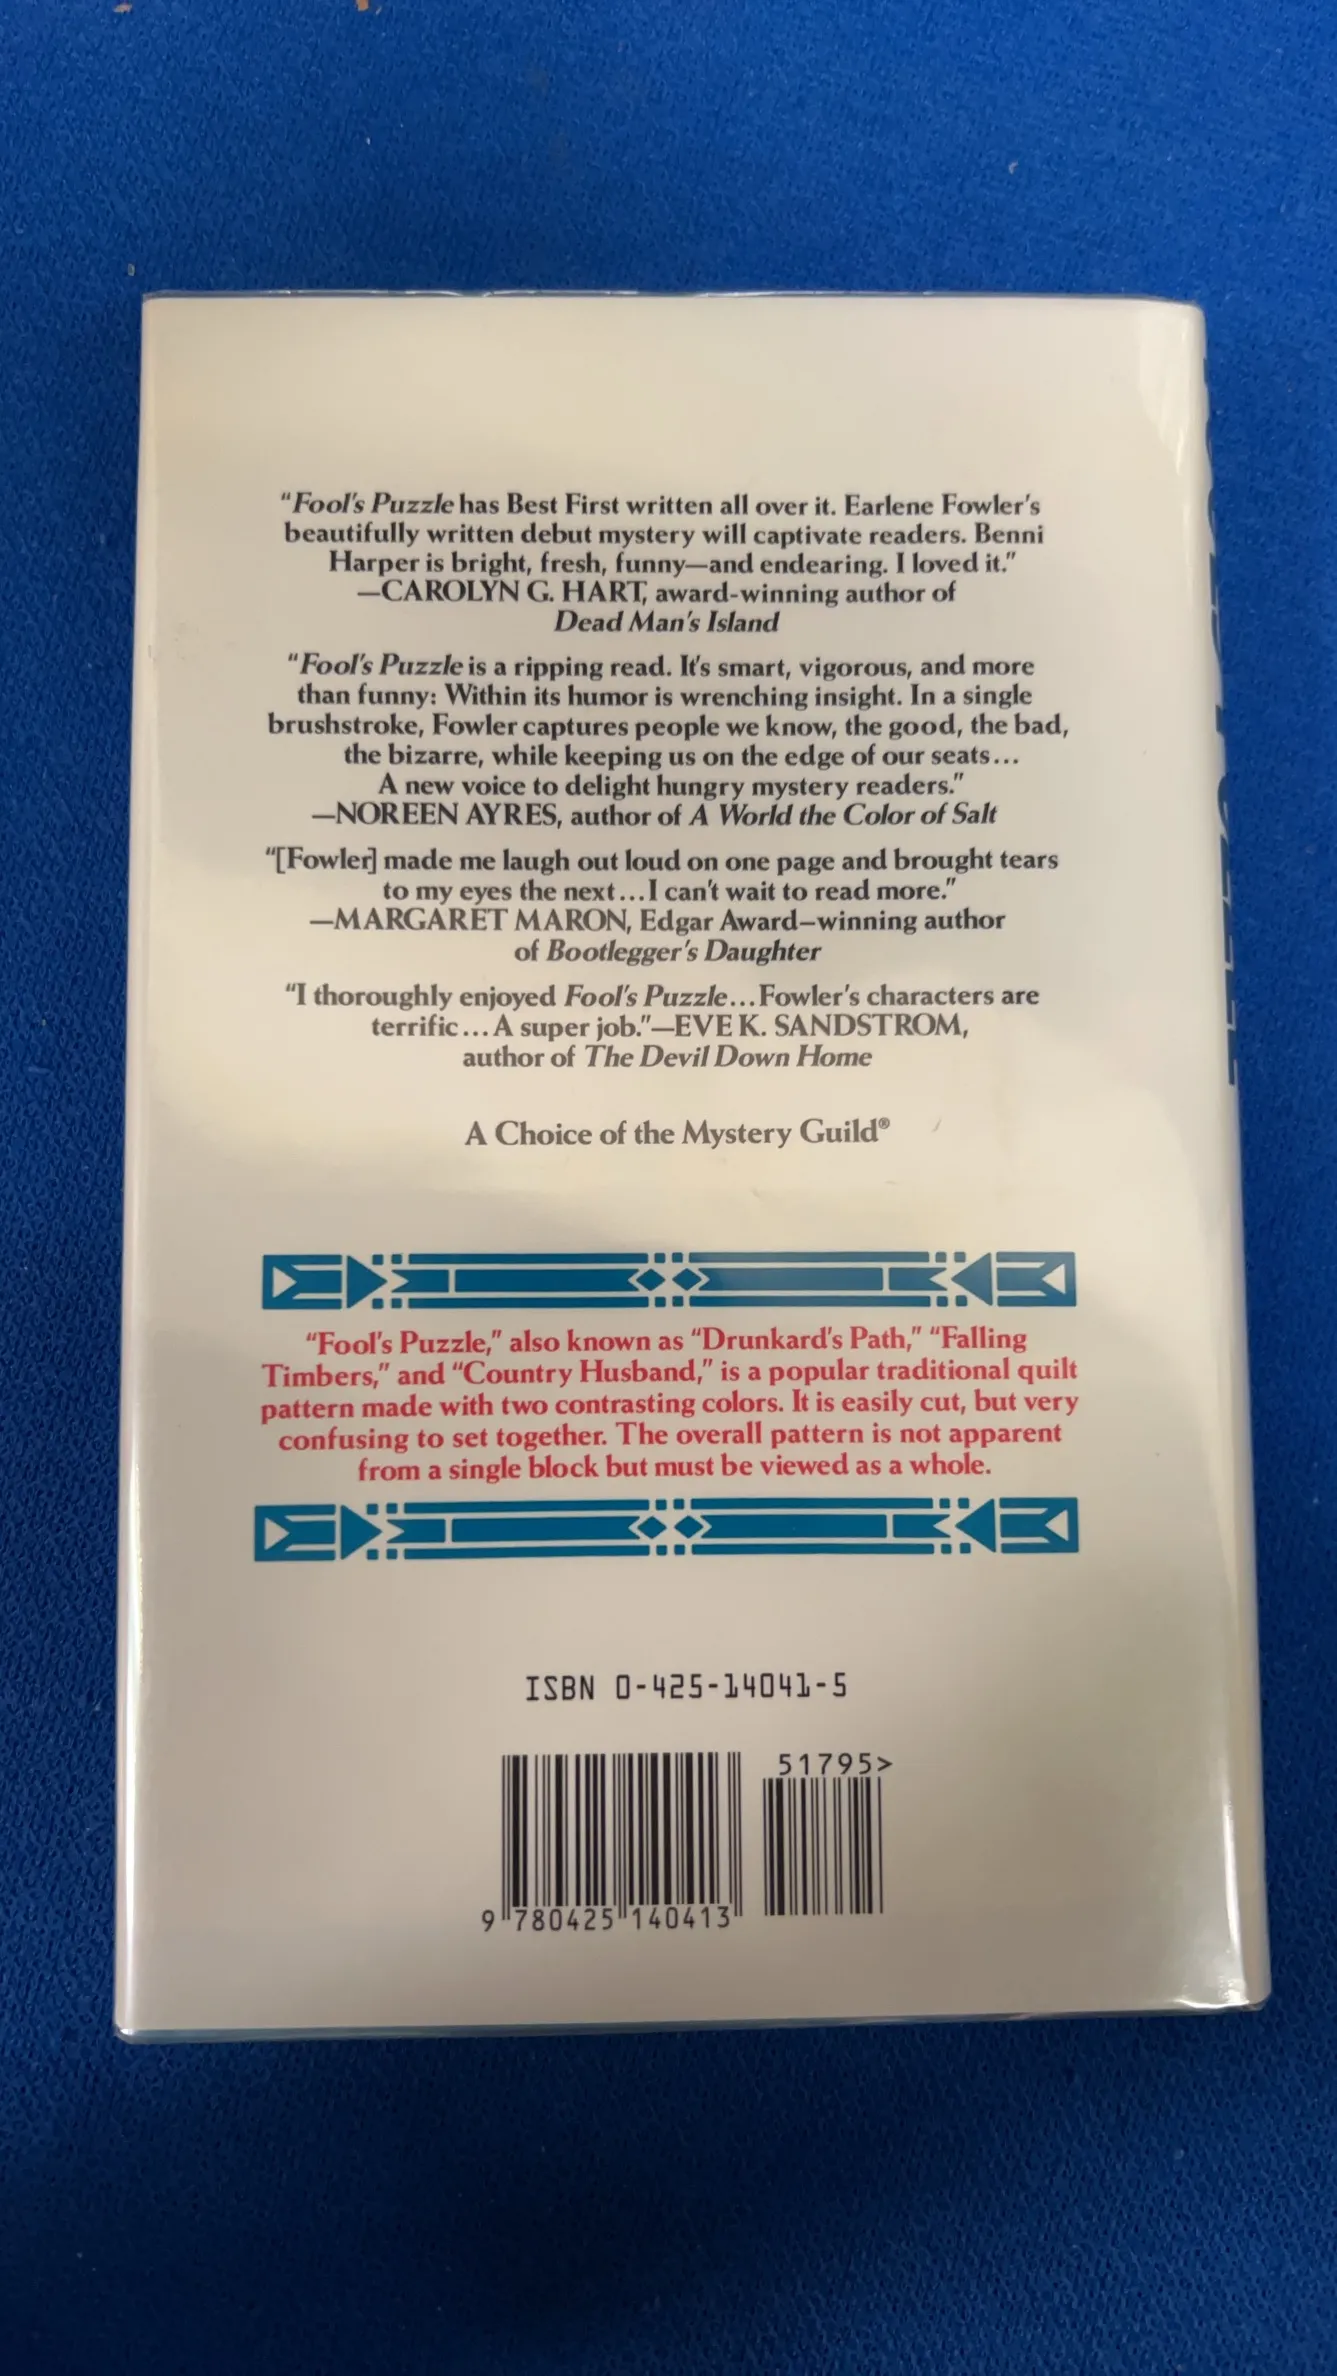 “Fool's Puzzle has Best First written all over it. Earlene Fowler's
beautifully written debut mystery will captivate readers. Benni
Harper is bright, fresh, funny—and endearing. I loved it.”
—CAROLYN G. HART, award-winning author of
Dead Man's Island
“Fool's Puzzle is a ripping read. It's smart, vigorous, and more
than funny: Within its humor is wrenching insight. In a single
brushstroke, Fowler captures people we know, the good, the bad,
the bizarre, while keeping us on the edge of our seats...
A new voice to delight hungry mystery readers.”
—NOREEN AYRES, author of A World the Color of Salt
“[Fowler] made me laugh out loud on one page and brought tears
to my eyes the next...I can't wait to read more.”
—MARGARET MARON, Edgar Award–winning author
of Bootlegger's Daughter
“I thoroughly enjoyed Fool's Puzzle...Fowler's characters are
terrific...A super job.”—EVE K. SANDSTROM,
author of The Devil Down Home
A Choice of the Mystery Guild®
“Fool's Puzzle,” also known as “Drunkard's Path,” “Falling
Timbers,” and “Country Husband,” is a popular traditional quilt
pattern made with two contrasting colors. It is easily cut, but very
confusing to set together. The overall pattern is not apparent
from a single block but must be viewed as a whole.
ISBN 0-425-14041-5
51795>
9 780425 140413